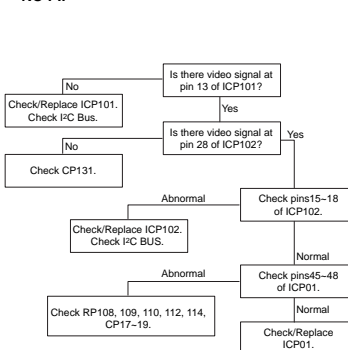 Is there video signal at
pin 13 of ICP101?
No
Yes
Check/Replace ICP101.
Check I²C Bus.
Is there video signal at
pin 28 of ICP102?
No
Yes
Check CP131.
Check pins15~18
of ICP102.
Abnormal
Check/Replace ICP102.
Check I²C BUS.
Normal
Check pins45~48
of ICP01.
Abnormal
Check RP108, 109, 110, 112, 114,
CP17~19.
Normal
Check/Replace
ICP01.